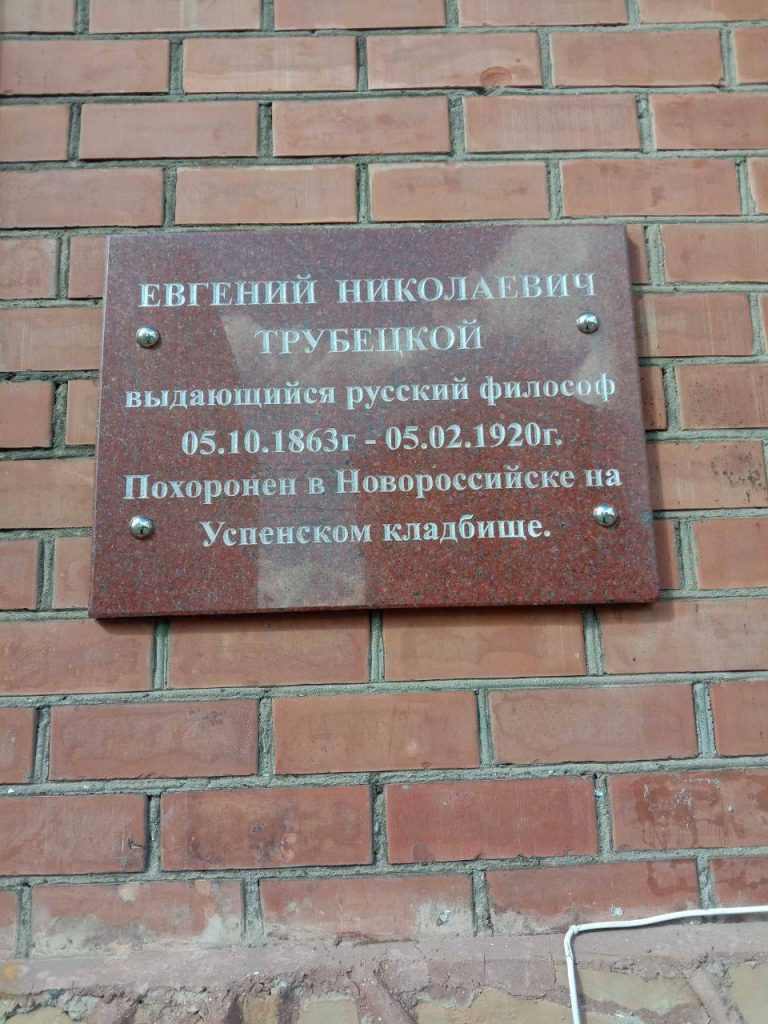 ЕВГЕНИЙ НИКОЛАЕВИЧ
ТРУБЕЦКОЙ
выдающийся русский философ
05.10.1863г - 05.02.1920г.
Похоронен в Новороссийске на
Успенском кладбище.